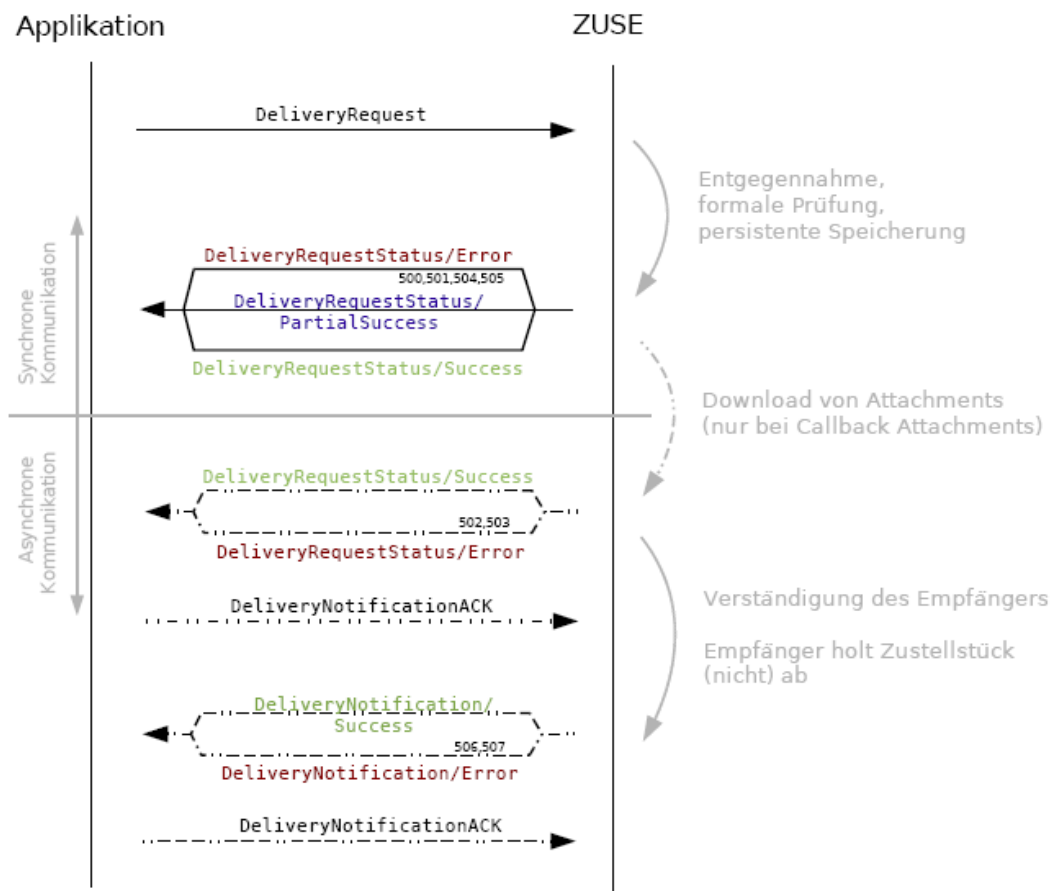 Applikation
ZUSE
DeliveryRequest
Entgegennahme,
formale Prüfung,
persistente Speicherung
Synchrone
Kommunikation
DeliveryRequestStatus/Error
500,501,504,505
DeliveryRequestStatus/
PartialSuccess
DeliveryRequestStatus/Success
Download von Attachments
(nur bei Callback Attachments)
Asynchrone
Kommunikation
DeliveryRequestStatus/Success
502,503
DeliveryRequestStatus/Error
DeliveryNotificationACK
Verständigung des Empfängers
Empfänger holt Zustellstück
(nicht) ab
DeliveryNotification/
Success
506,507
DeliveryNotification/Error
DeliveryNotificationACK